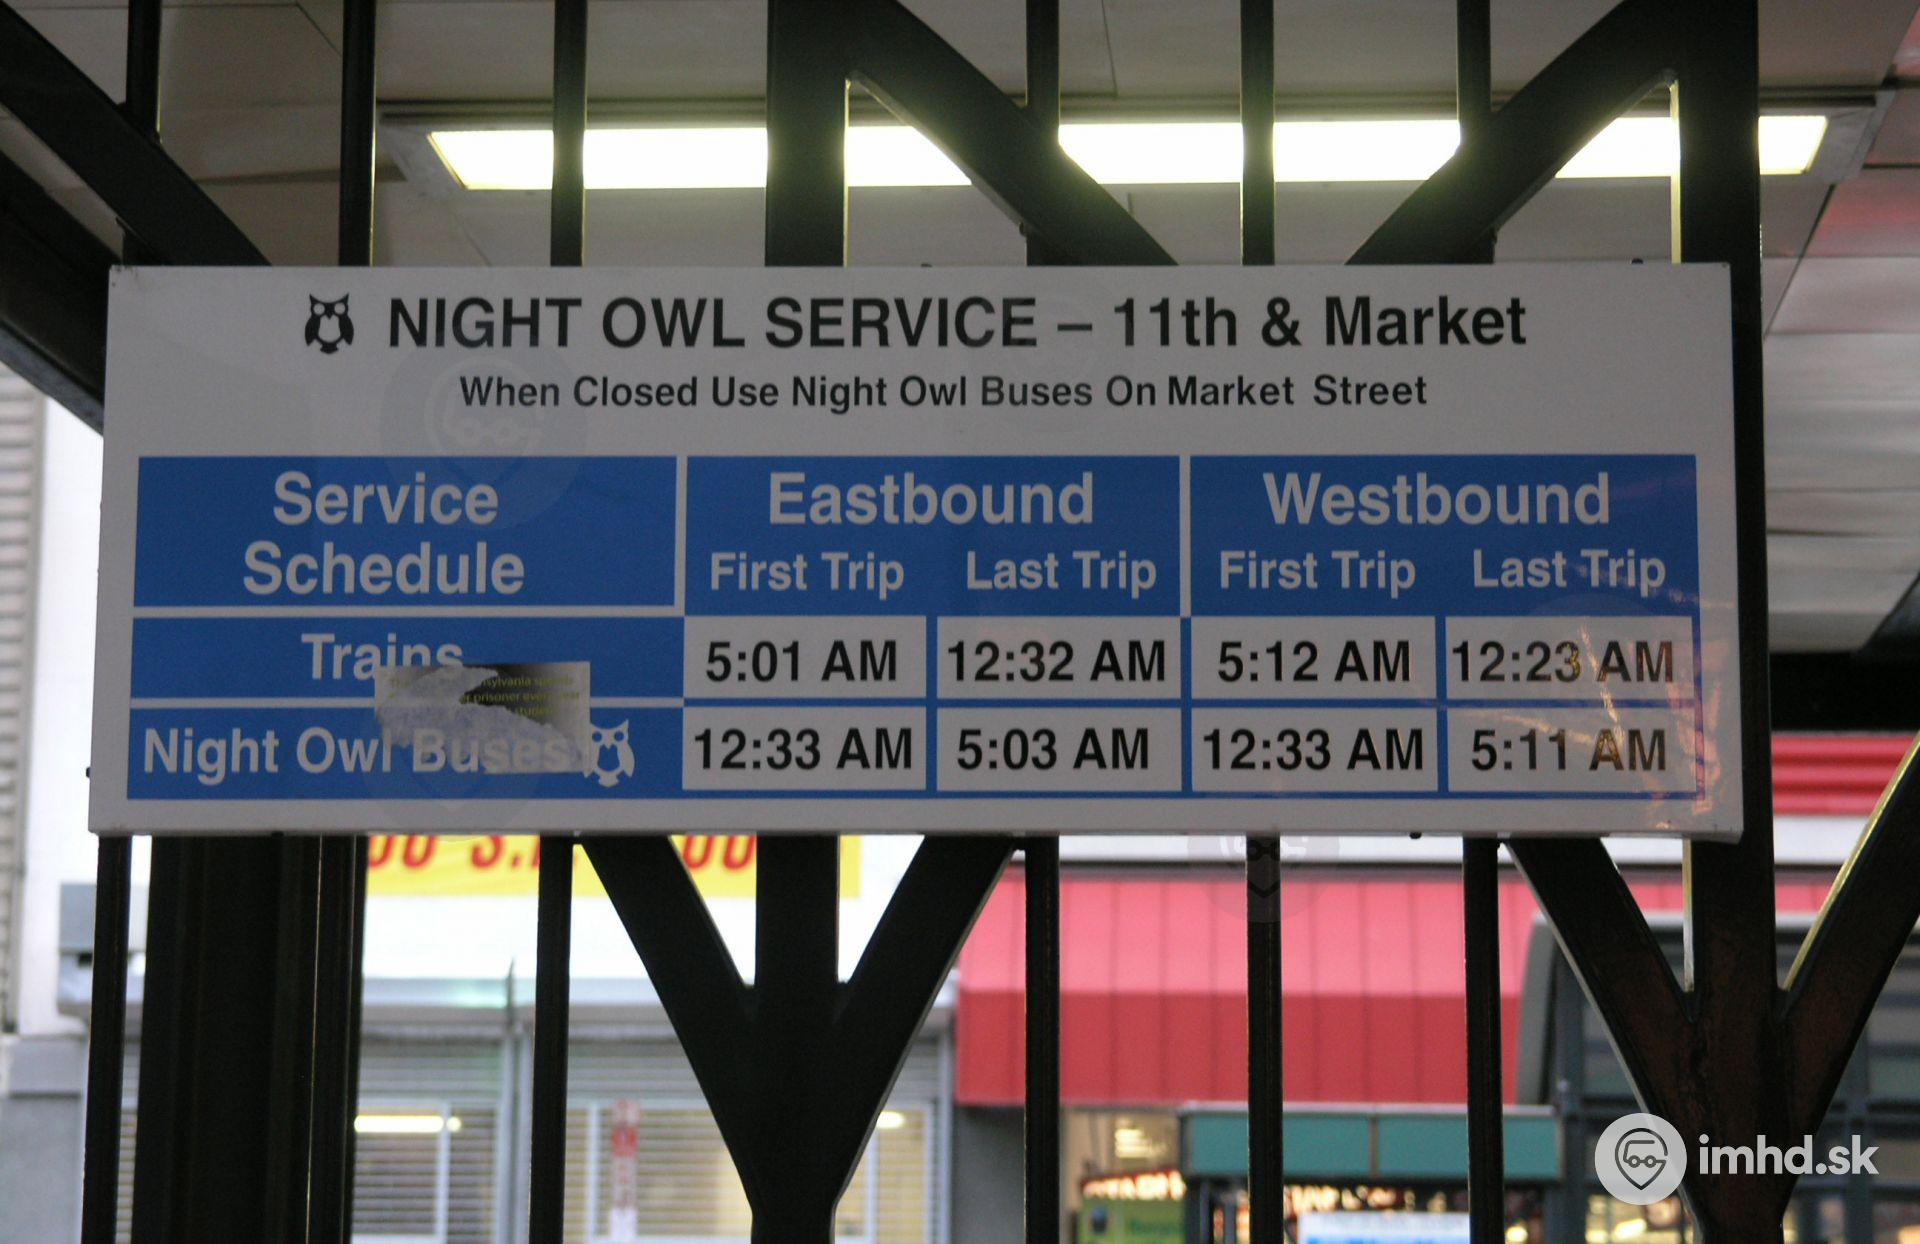 NIGHT OWL SERVICE – 11th & Market
When Closed Use Night Owl Buses On Market Street
Service Schedule
Eastbound
Westbound
First Trip Last Trip First Trip Last Trip
Trains 5:01 AM 12:32 AM 5:12 AM 12:23 AM
prisoner
Night Owl Buses 12:33 AM 5:03 AM 12:33 AM 5:11 AM
imhd.sk